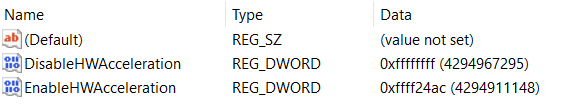 Name Type Data
(Default) REG_SZ (value not set)
DisableHWAcceleration REG_DWORD 0xffffffff (4294967295)
EnableHWAcceleration REG_DWORD 0xffff24ac (4294911148)